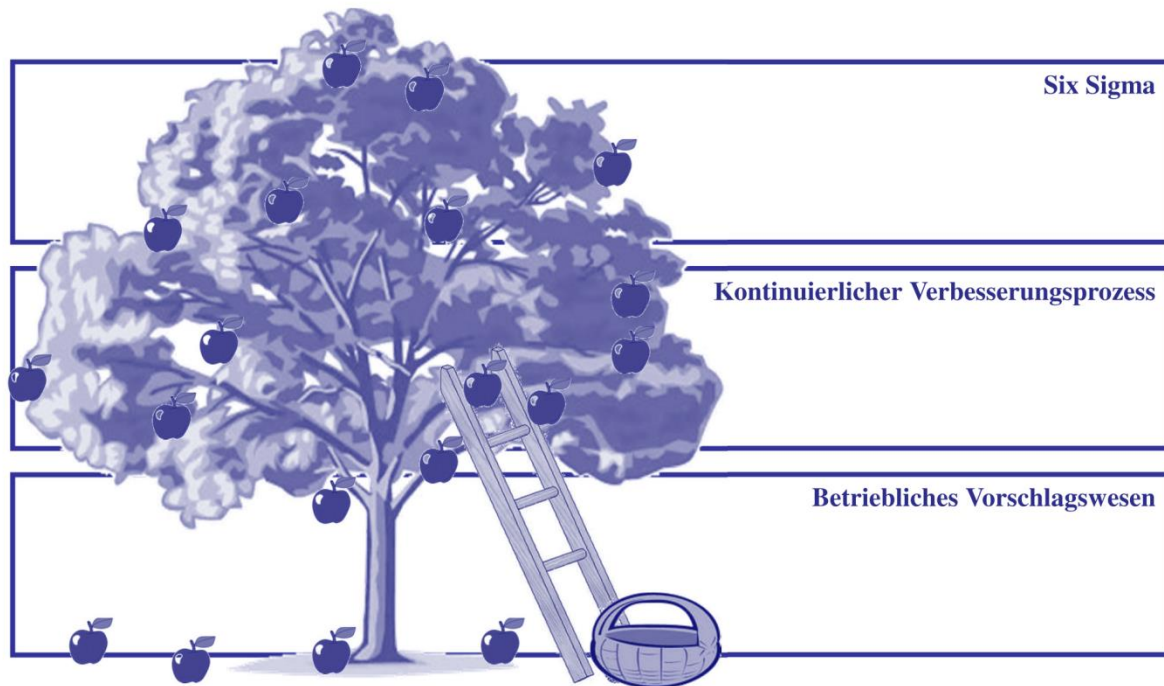 Six Sigma
Kontinuierlicher Verbesserungsprozess
Betriebliches Vorschlagswesen